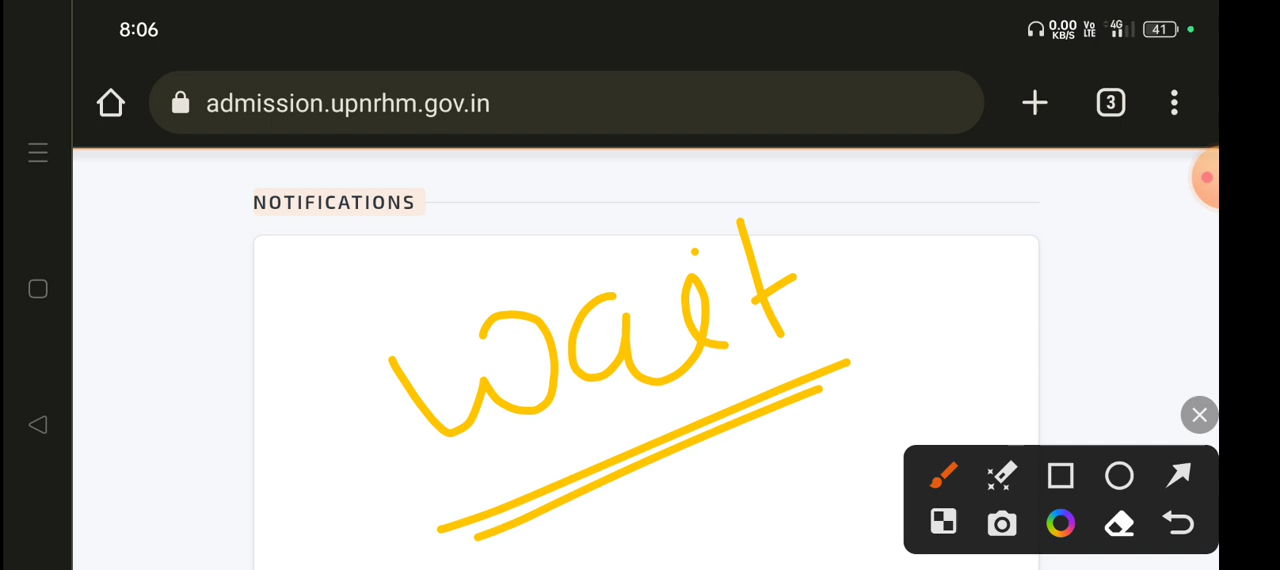 8:06 0.00 KB/S Vo LTE 4G 41
admission.upnrhm.gov.in 3
NOTIFICATIONS
wait